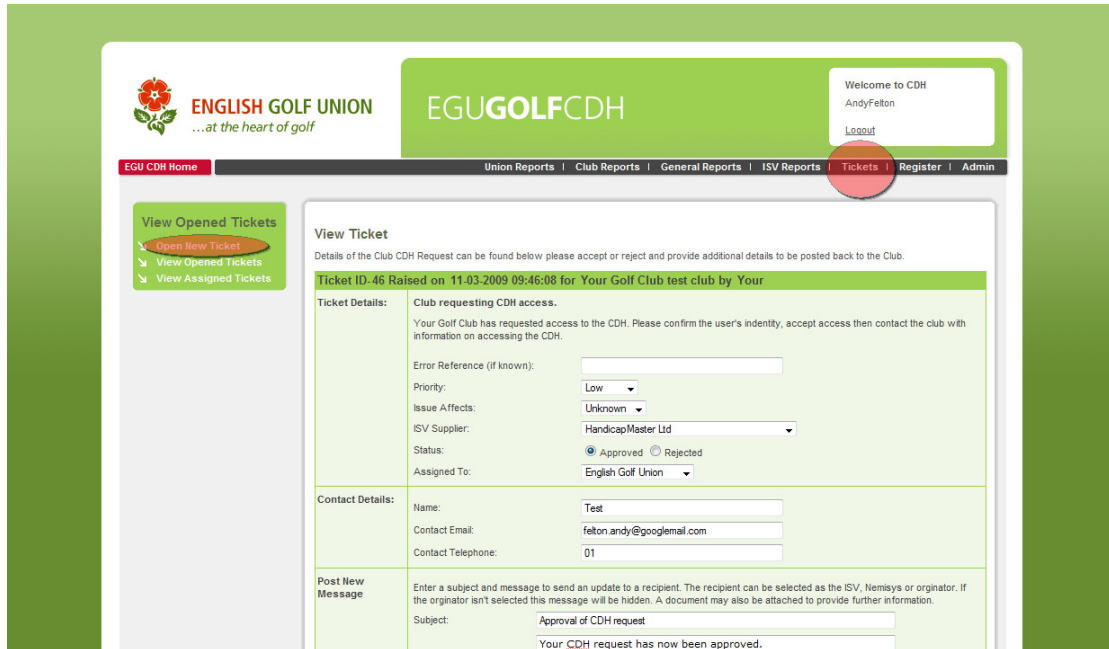 ENGLISH GOLF UNION
...at the heart of golf
EGUGOLFCDH
Welcome to CDH
AndyFelton
Logout
EGU CDH Home
Union Reports | Club Reports | General Reports | ISV Reports | Tickets | Register | Admin
View Opened Tickets
Open New Ticket
View Opened Tickets
View Assigned Tickets
View Ticket
Details of the Club CDH Request can be found below please accept or reject and provide additional details to be posted back to the Club.
Ticket ID-46 Raised on 11-03-2009 09:46:08 for Your Golf Club test club by Your
Ticket Details:
Club requesting CDH access.
Your Golf Club has requested access to the CDH. Please confirm the user's indentity, accept access then contact the club with
information on accessing the CDH.
Error Reference (if known):
Priority: Low
Issue Affects: Unknown
ISV Supplier: HandicapMaster Ltd
Status: Approved Rejected
Assigned To: English Golf Union
Contact Details:
Name: Test
Contact Email: felton.andy@googlemail.com
Contact Telephone: 01
Post New
Message
Enter a subject and message to send an update to a recipient. The recipient can be selected as the ISV, Nemisys or orginator. If
the orginator isn't selected this message will be hidden. A document may also be attached to provide further information.
Subject: Approval of CDH request
Your CDH request has now been approved.